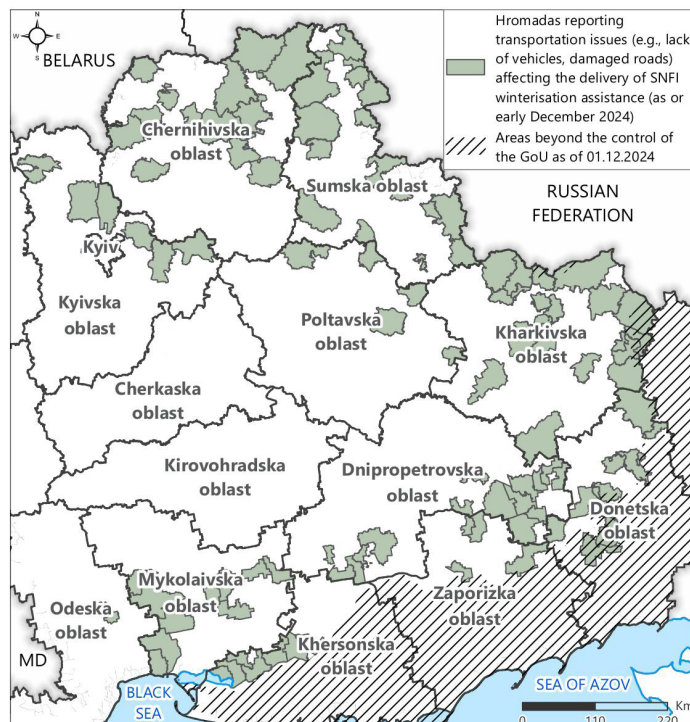 N
W
E
S
BELARUS
Hromadas reporting
transportation issues (e.g., lack
of vehicles, damaged roads)
affecting the delivery of SNFI
winterisation assistance (as or
early December 2024)
Areas beyond the control of
the GoU as of 01.12.2024
Chernihivska
oblast
Sumska oblast
RUSSIAN
FEDERATION
Kyiv
Kyivska
oblast
Poltavska
oblast
Kharkivska
oblast
Cherkaska
oblast
Kirovohradska
oblast
Dnipropetrovska
oblast
Donetska
oblast
Mykolaivska
oblast
Odeska
oblast
Zaporizka
oblast
Khersonska
oblast
MD
BLACK
SEA
SEA OF AZOV
Km
0
110
220